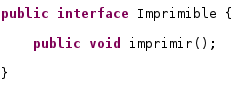 public interface Imprimible {
public void imprimir();
}